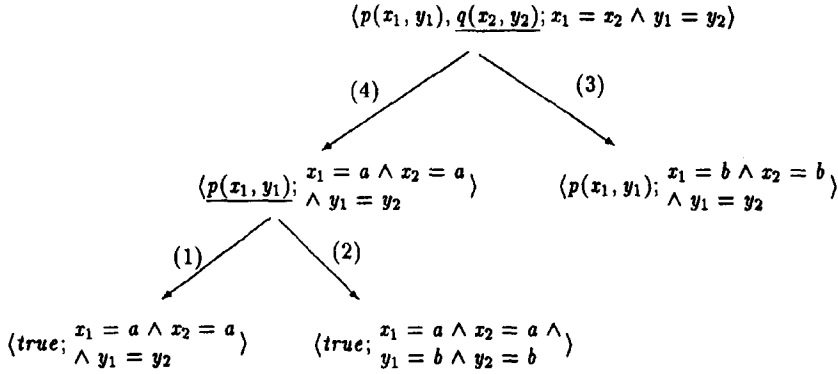 ⟨p(x₁, y₁), q(x₂, y₂); x₁ = x₂ ∧ y₁ = y₂⟩
(4) (3)
⟨p(x₁, y₁); x₁ = a ∧ x₂ = a ∧ y₁ = y₂⟩ ⟨p(x₁, y₁); x₁ = b ∧ x₂ = b ∧ y₁ = y₂⟩
(1) (2)
⟨true; x₁ = a ∧ x₂ = a ∧ y₁ = y₂⟩ ⟨true; x₁ = a ∧ x₂ = a ∧ y₁ = b ∧ y₂ = b⟩